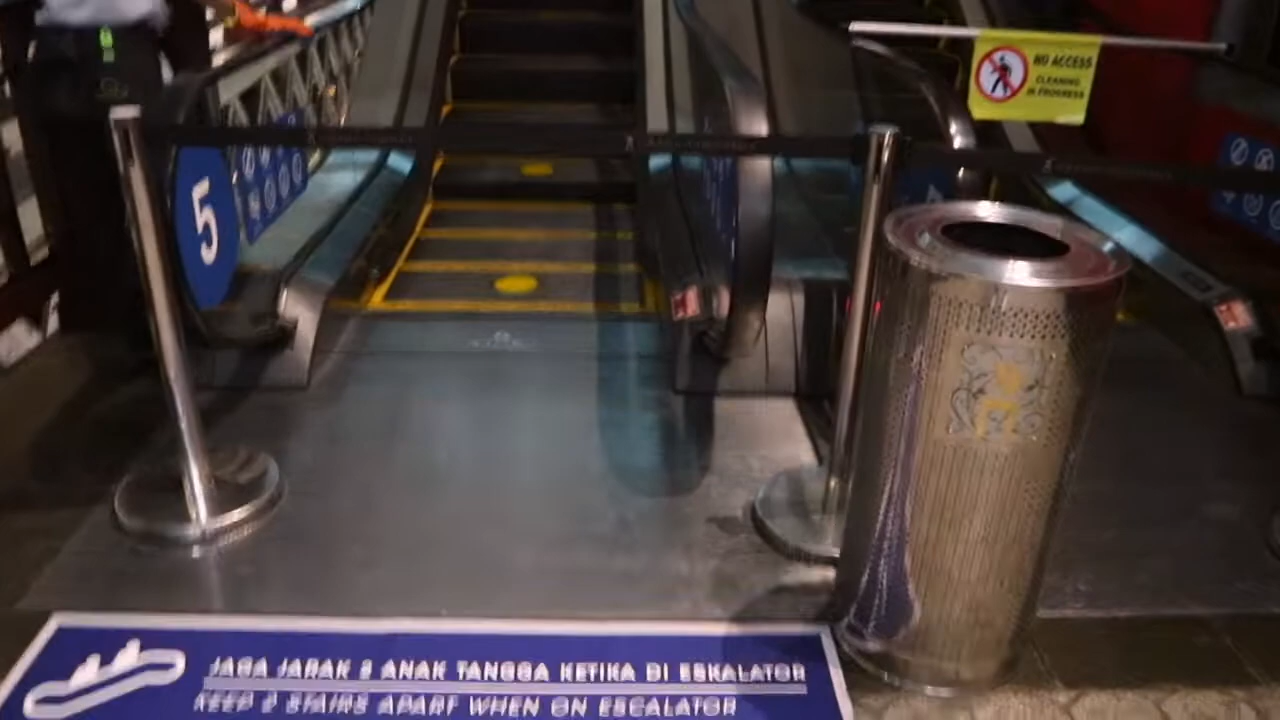 NO ACCESS
CLEANING
IN PROGRESS
5
JAGA JARAK 2 ANAK TANGGA KETIKA DI ESKALATOR
KEEP 2 STAIRS APART WHEN ON ESCALATOR